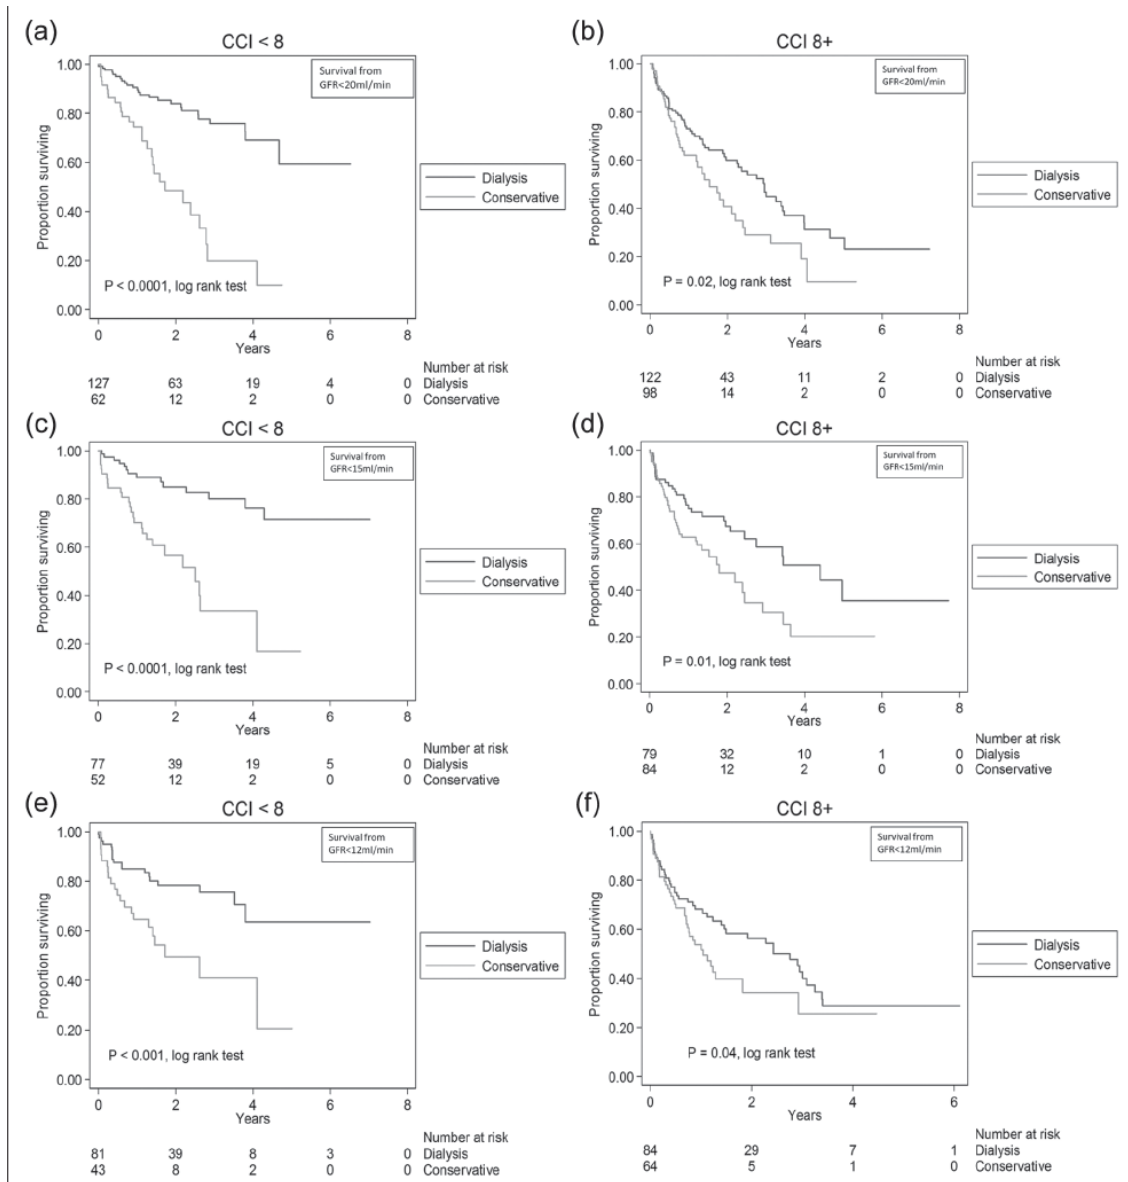 (a)
CCI < 8
Survival from
GFR<20ml/min
1.00
0.80
0.60
0.40
0.20
0.00
Proportion surviving
Dialysis
Conservative
P < 0.0001, log rank test
0 2 4 6 8
Years
Number at risk
127 63 19 4 0 Dialysis
62 12 2 0 0 Conservative
(b)
CCI 8+
Survival from
GFR<20ml/min
1.00
0.80
0.60
0.40
0.20
0.00
Proportion surviving
Dialysis
Conservative
P = 0.02, log rank test
0 2 4 6 8
Years
Number at risk
122 43 11 2 0 Dialysis
98 14 2 0 0 Conservative
(c)
CCI < 8
Survival from
GFR<15ml/min
1.00
0.80
0.60
0.40
0.20
0.00
Proportion surviving
Dialysis
Conservative
P < 0.0001, log rank test
0 2 4 6 8
Years
Number at risk
77 39 19 5 0 Dialysis
52 12 2 0 0 Conservative
(d)
CCI 8+
Survival from
GFR<15ml/min
1.00
0.80
0.60
0.40
0.20
0.00
Proportion surviving
Dialysis
Conservative
P = 0.01, log rank test
0 2 4 6 8
Years
Number at risk
79 32 10 1 0 Dialysis
84 12 2 0 0 Conservative
(e)
CCI < 8
Survival from
GFR<12ml/min
1.00
0.80
0.60
0.40
0.20
0.00
Proportion surviving
Dialysis
Conservative
P < 0.001, log rank test
0 2 4 6 8
Years
Number at risk
81 39 8 3 0 Dialysis
43 8 2 0 0 Conservative
(f)
CCI 8+
Survival from
GFR<12ml/min
1.00
0.80
0.60
0.40
0.20
0.00
Proportion surviving
Dialysis
Conservative
P = 0.04, log rank test
0 2 4 6
Years
Number at risk
84 29 7 1 Dialysis
64 5 1 0 Conservative